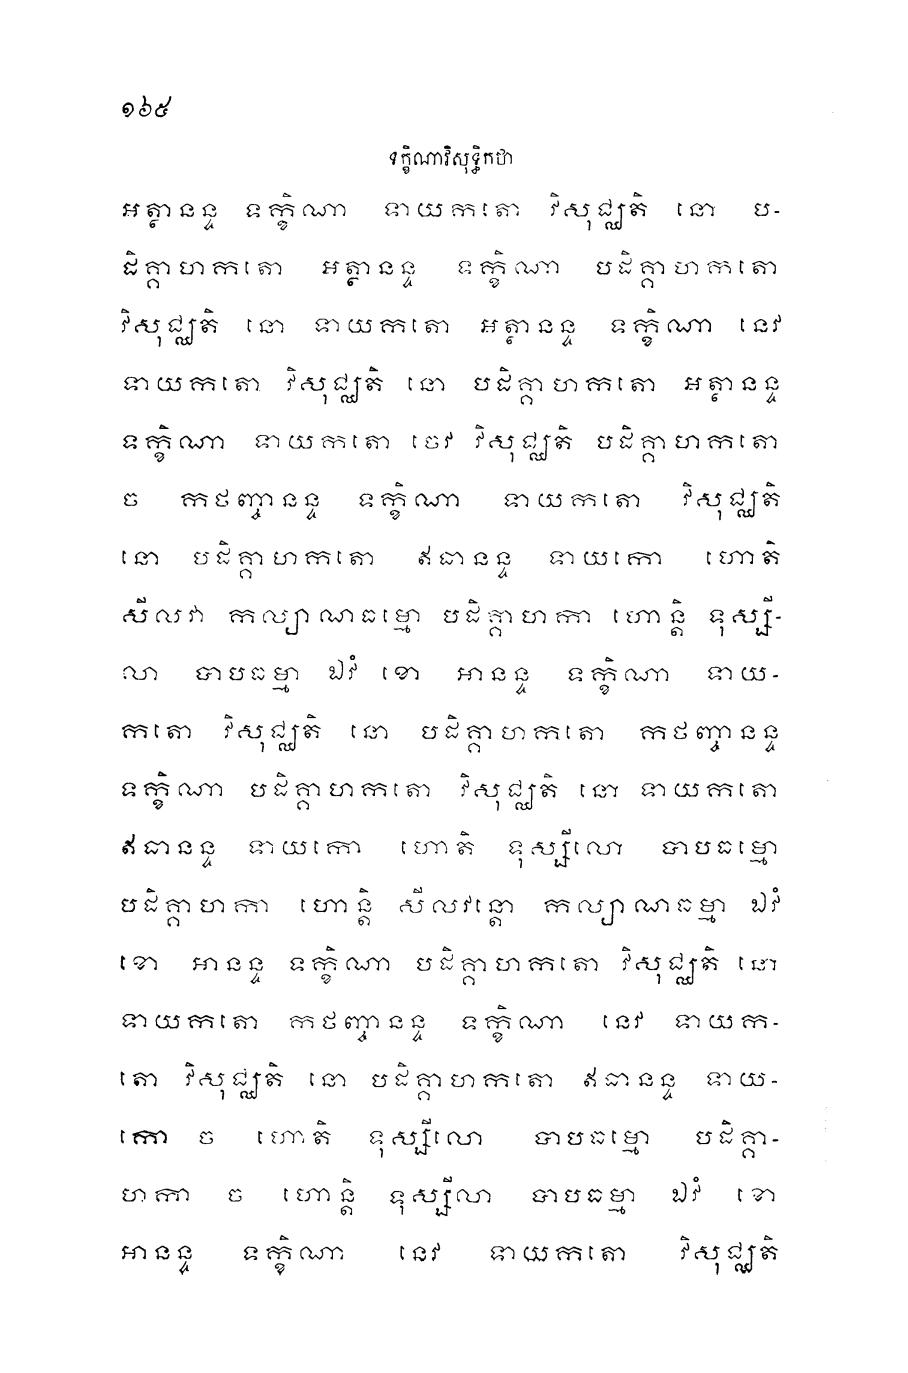 ១៦៥
ទក្ខិណាវិសុទ្ធិកថា
អត្ថានន្ទ ទក្ខិណា ទាយកតោ វិសុជ្ឈតិ នោ ប-
ដិគ្គាហកតោ អត្ថានន្ទ ទក្ខិណា បដិគ្គាហកតោ
វិសុជ្ឈតិ នោ ទាយកតោ អត្ថានន្ទ ទក្ខិណា នេវ
ទាយកតោ វិសុជ្ឈតិ នោ បដិគ្គាហកតោ អត្ថានន្ទ
ទក្ខិណា ទាយកតោ ចេវ វិសុជ្ឈតិ បដិគ្គាហកតោ
ច កថញ្ចានន្ទ ទក្ខិណា ទាយកតោ វិសុជ្ឈតិ
នោ បដិគ្គាហកតោ ឥធានន្ទ ទាយកោ ហោតិ
សីលវា កល្យាណធម្មោ បដិគ្គាហកា ហោន្តិ ទុស្សី-
លា បាបធម្មា ឯវំ ខោ អានន្ទ ទក្ខិណា ទាយ-
កតោ វិសុជ្ឈតិ នោ បដិគ្គាហកតោ កថញ្ចានន្ទ
ទក្ខិណា បដិគ្គាហកតោ វិសុជ្ឈតិ នោ ទាយកតោ
ឥធានន្ទ ទាយកោ ហោតិ ទុស្សីលោ បាបធម្មោ
បដិគ្គាហកា ហោន្តិ សីលវន្តោ កល្យាណធម្មា ឯវំ
ខោ អានន្ទ ទក្ខិណា បដិគ្គាហកតោ វិសុជ្ឈតិ នោ
ទាយកតោ កថញ្ចានន្ទ ទក្ខិណា នេវ ទាយក-
តោ វិសុជ្ឈតិ នោ បដិគ្គាហកតោ ឥធានន្ទ ទាយ-
កោ ច ហោតិ ទុស្សីលោ បាបធម្មោ បដិគ្គា-
ហកា ច ហោន្តិ ទុស្សីលា បាបធម្មា ឯវំ ខោ
អានន្ទ ទក្ខិណា នេវ ទាយកតោ វិសុជ្ឈតិ